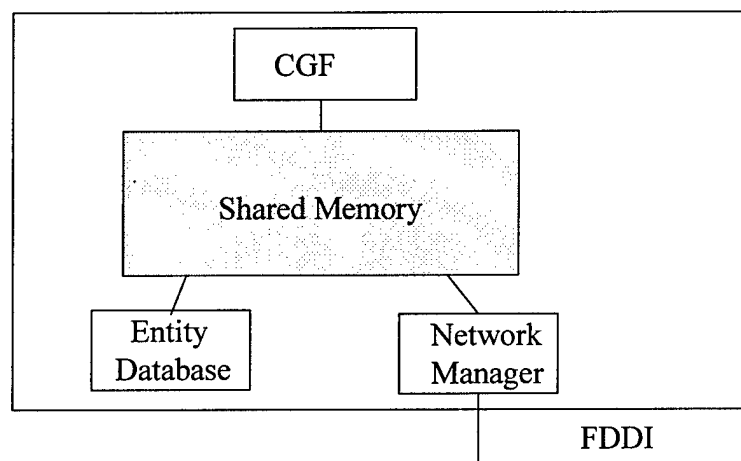 CGF
Shared Memory
Entity
Database
Network
Manager
FDDI